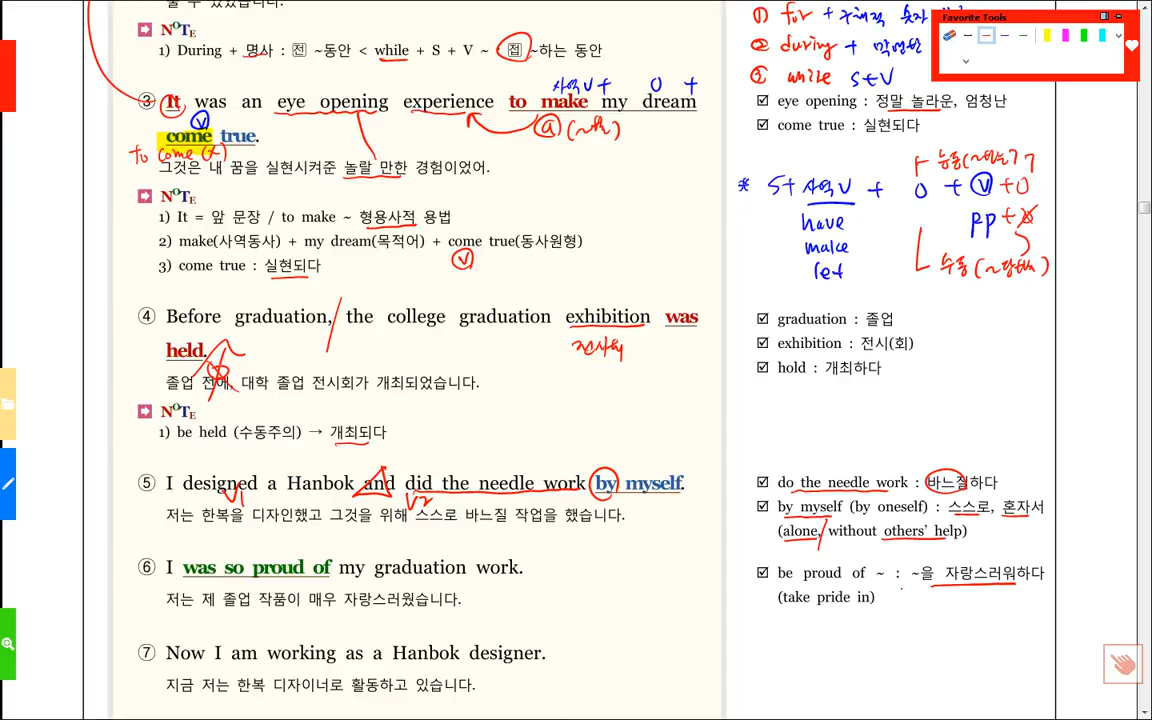 ➡ NOTE
1) During + 명사 : 전 ~동안 < while + S + V ~ : 접 ~하는 동안
① for + 구체적 숫자
② during +
③ while S+V
Favorite Tools
사역V + O +
③ It was an eye opening experience to make my dream
come true.
ⓥ
ⓐ
to come (x)
그것은 내 꿈을 실현시켜준 놀랄 만한 경험이었어.
☑ eye opening : 정말 놀라운, 엄청난
☑ come true : 실현되다
➡ NOTE
1) It = 앞 문장 / to make ~ 형용사적 용법
2) make(사역동사) + my dream(목적어) + come true(동사원형)
ⓥ
3) come true : 실현되다
* S+ 사역V + O + ⓥ + O
have
make
let
pp +
④ Before graduation, the college graduation exhibition was
held.
전시회
졸업 전에, 대학 졸업 전시회가 개최되었습니다.
☑ graduation : 졸업
☑ exhibition : 전시(회)
☑ hold : 개최하다
➡ NOTE
1) be held (수동주의) → 개최되다
⑤ I designed a Hanbok and did the needle work by myself.
V1
V2
저는 한복을 디자인했고 그것을 위해 스스로 바느질 작업을 했습니다.
☑ do the needle work : 바느질하다
☑ by myself (by oneself) : 스스로, 혼자서
(alone, without others' help)
⑥ I was so proud of my graduation work.
저는 제 졸업 작품이 매우 자랑스러웠습니다.
☑ be proud of ~ : ~을 자랑스러워하다
(take pride in)
⑦ Now I am working as a Hanbok designer.
지금 저는 한복 디자이너로 활동하고 있습니다.